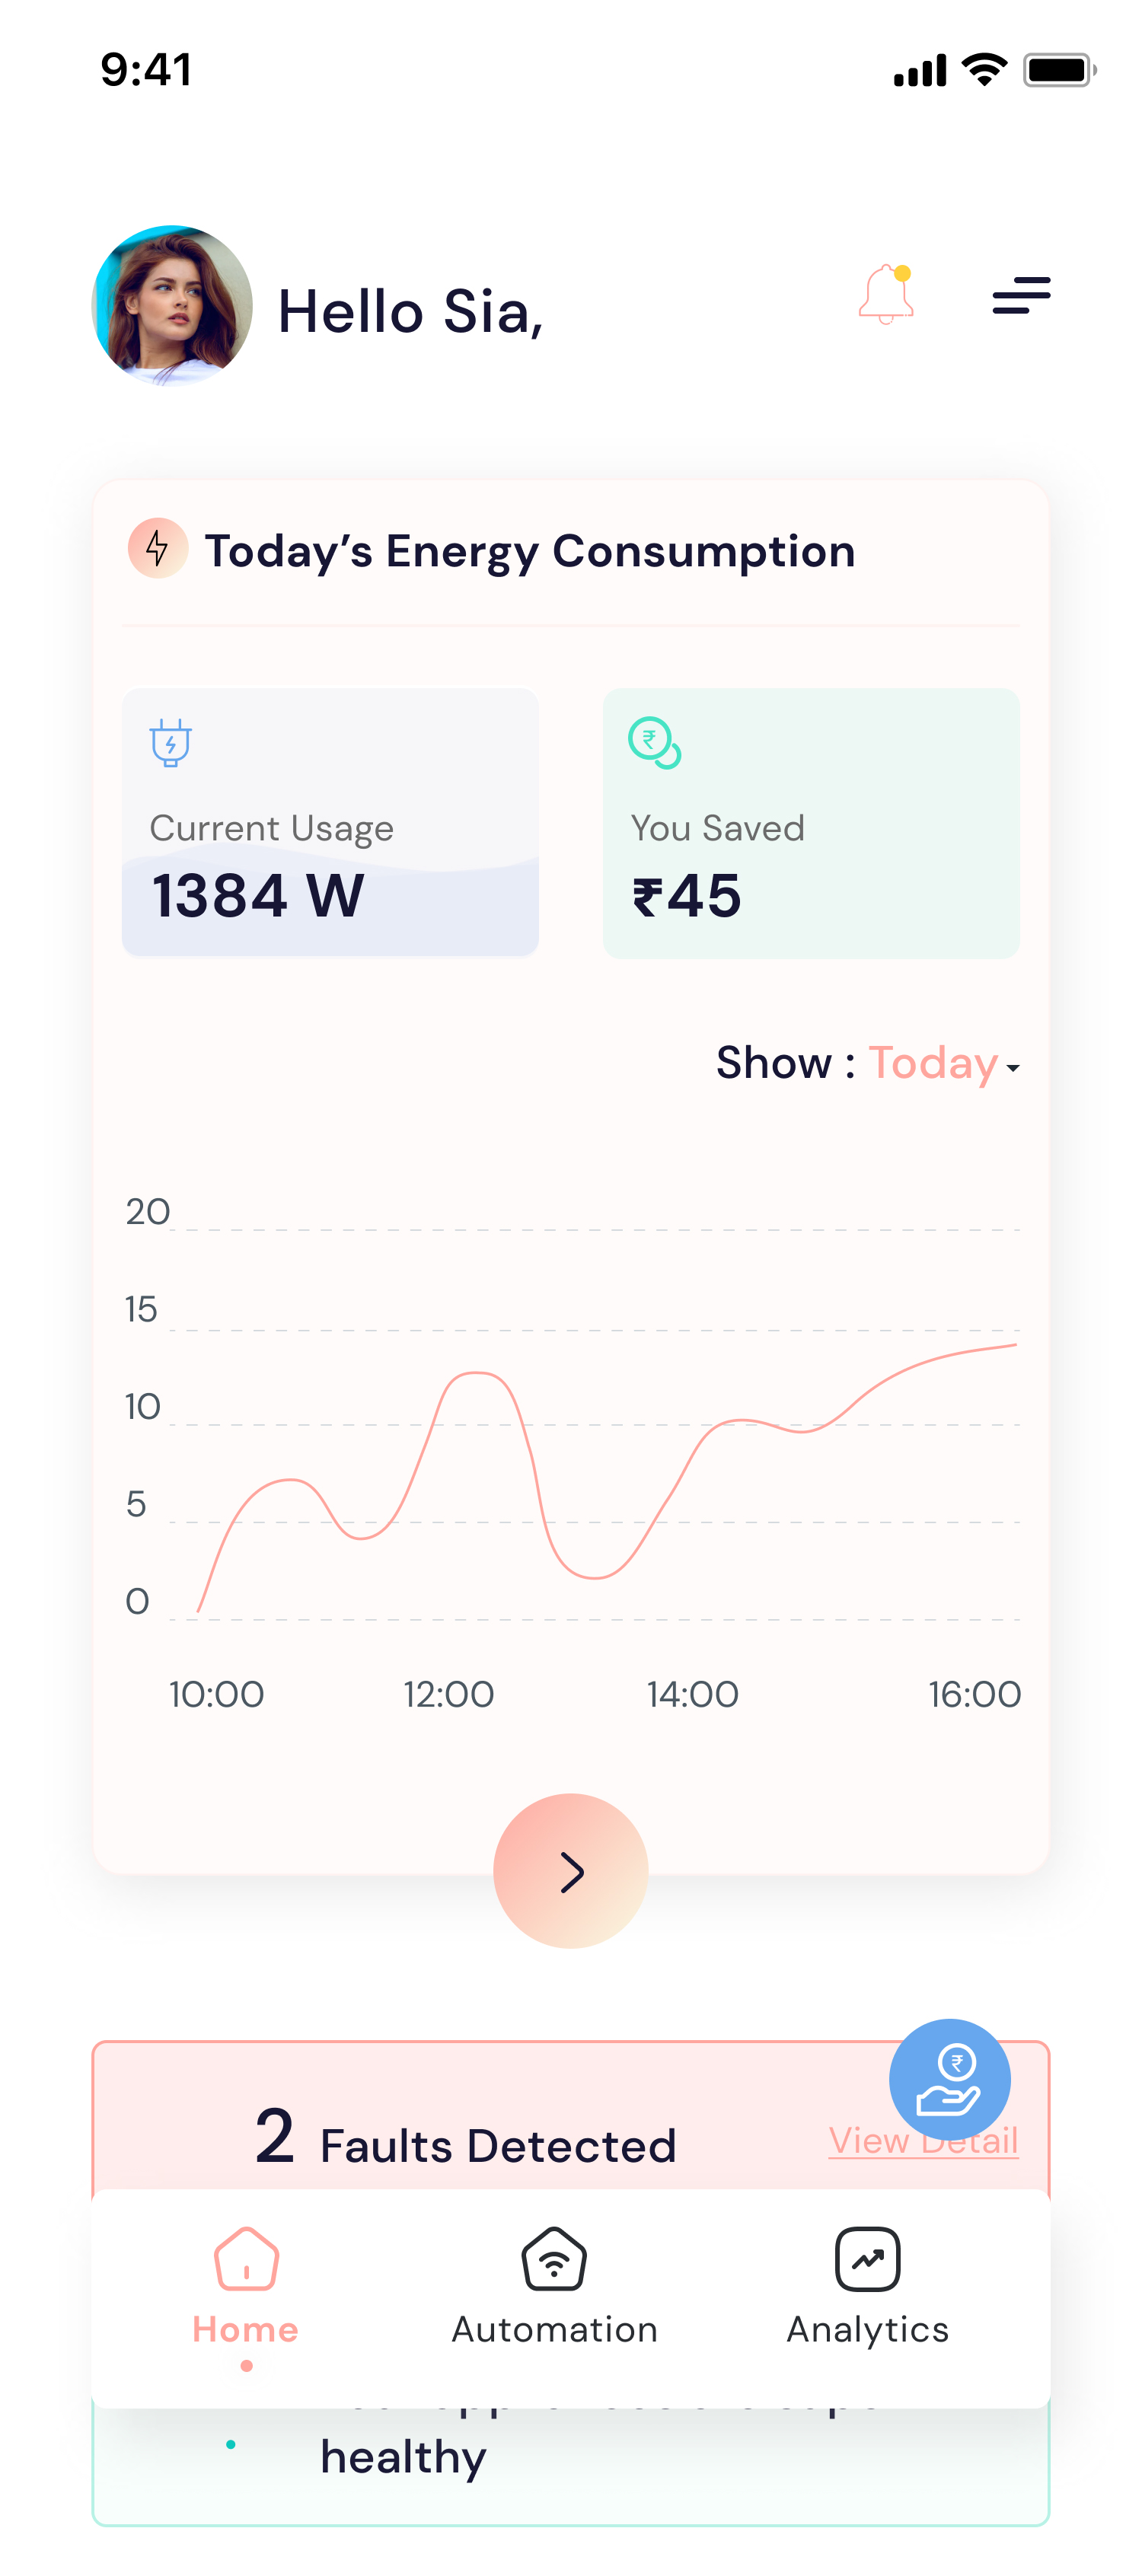 9:41
Hello Sia,
Today’s Energy Consumption
Current Usage
1384 W
You Saved
₹45
Show : Today
20
15
10
5
0
10:00 12:00 14:00 16:00
2 Faults Detected
View Detail
Home Automation Analytics
healthy